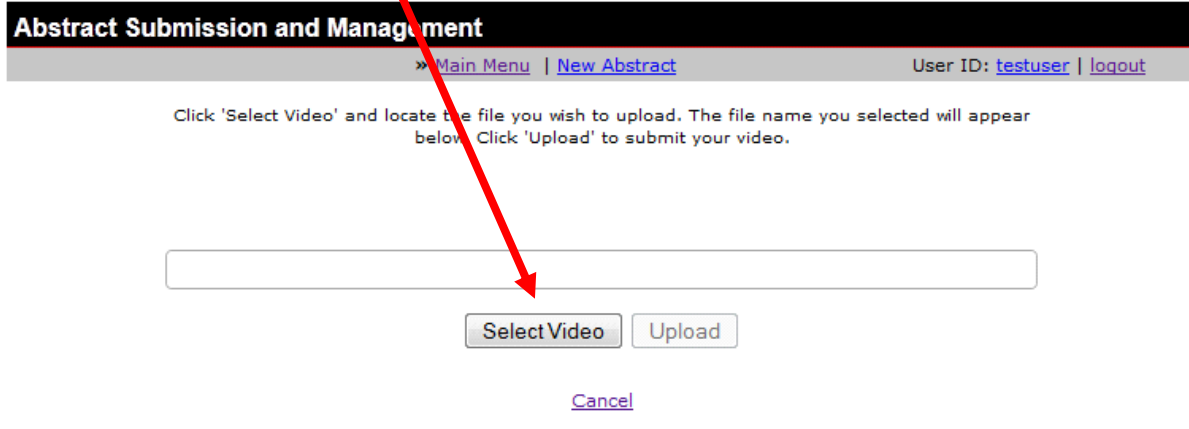 Abstract Submission and Management
» Main Menu | New Abstract User ID: testuser | logout
Click 'Select Video' and locate the file you wish to upload. The file name you selected will appear
below. Click 'Upload' to submit your video.
Select Video Upload
Cancel